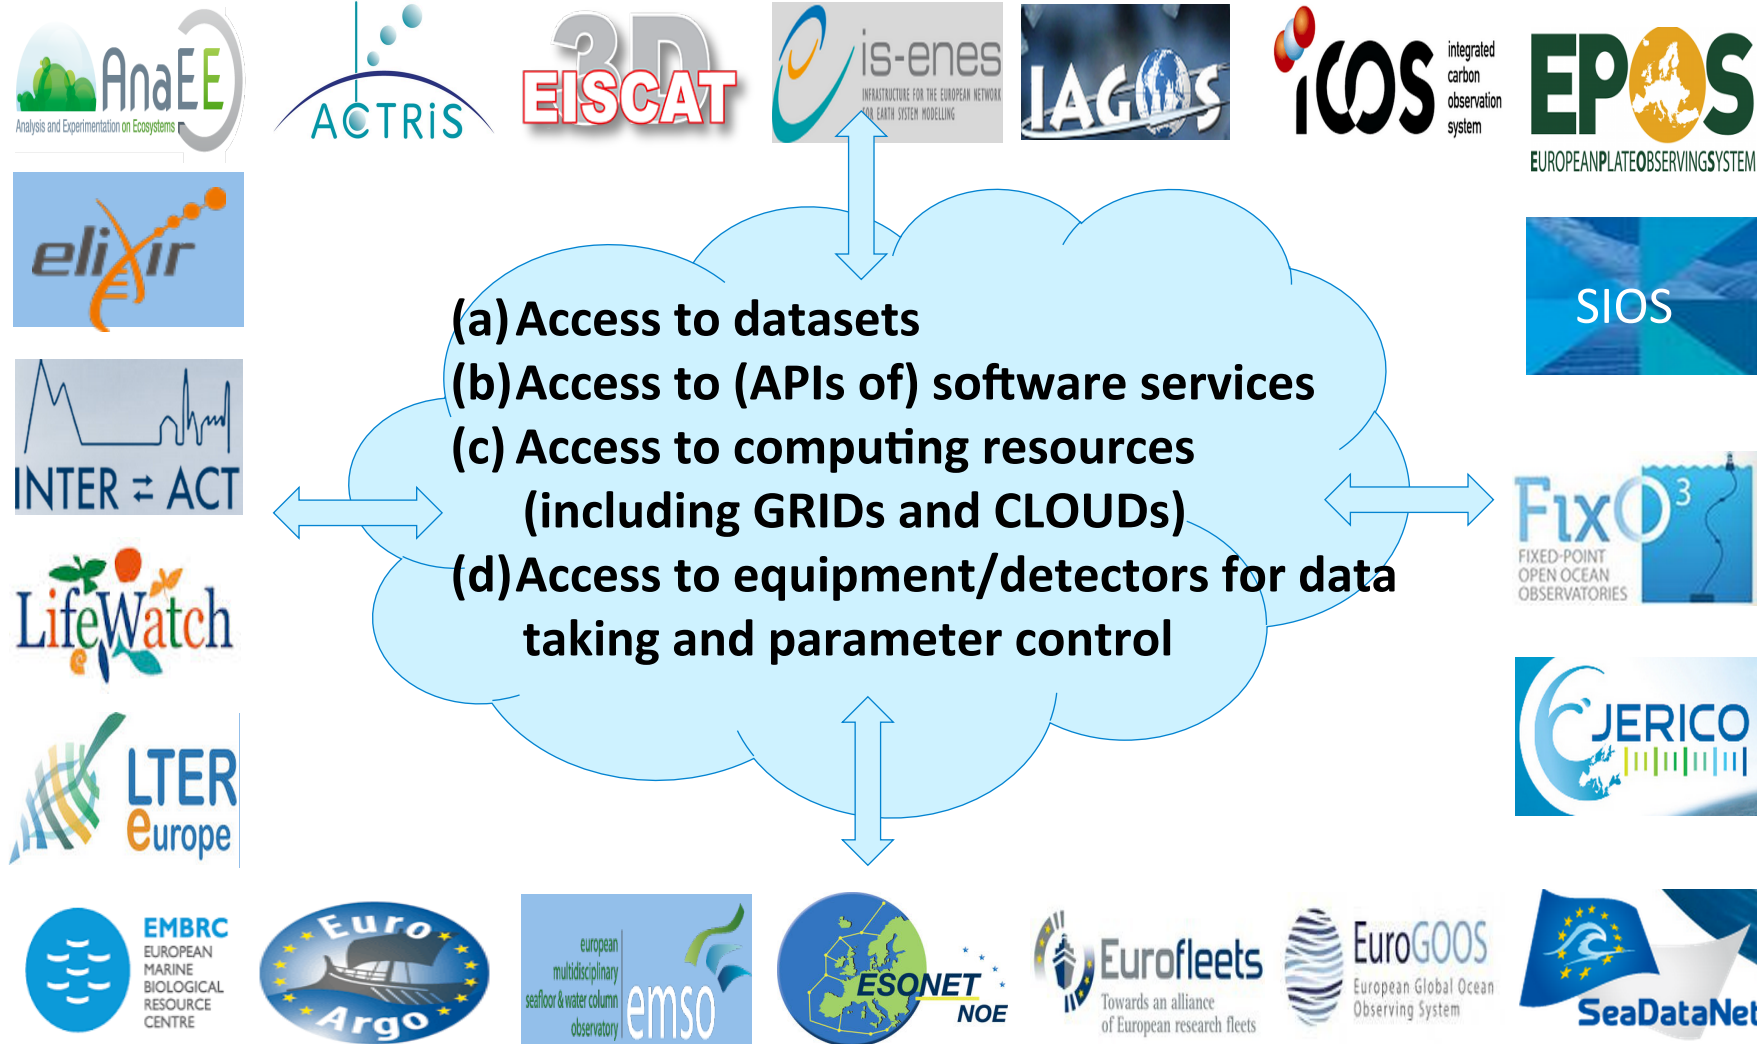 AnaEE
Analysis and Experimentation on Ecosystems
ACTRiS
3D
EISCAT
is-enes
INFRASTRUCTURE FOR THE EUROPEAN NETWORK
FOR EARTH SYSTEM MODELLING
IAGOS
iCOS
integrated
carbon
observation
system
EPOS
EUROPEANPLATEOBSERVINGSYSTEM
elixir
SIOS
(a) Access to datasets
(b) Access to (APIs of) software services
(c) Access to computing resources
(including GRIDs and CLOUDs)
(d) Access to equipment/detectors for data
taking and parameter control
INTER ⇄ ACT
FixO3
FIXED-POINT
OPEN OCEAN
OBSERVATORIES
LifeWatch
JERICO
LTER
europe
EMBRC
EUROPEAN
MARINE
BIOLOGICAL
RESOURCE
CENTRE
Euro
Argo
european
multidisciplinary
seafloor & water column
observatory
emso
ESONET
NOE
Eurofleets
Towards an alliance
of European research fleets
EuroGOOS
European Global Ocean
Observing System
SeaDataNet